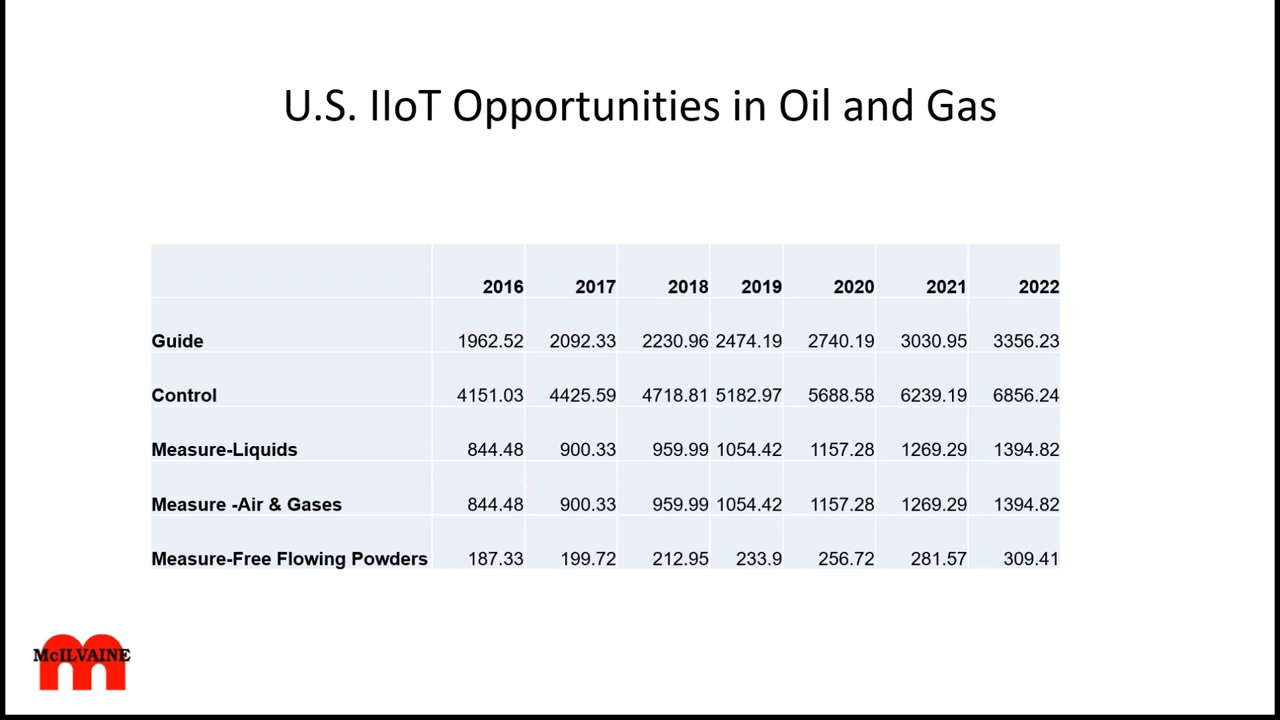 U.S. IIoT Opportunities in Oil and Gas
2016 2017 2018 2019 2020 2021 2022
Guide 1962.52 2092.33 2230.96 2474.19 2740.19 3030.95 3356.23
Control 4151.03 4425.59 4718.81 5182.97 5688.58 6239.19 6856.24
Measure-Liquids 844.48 900.33 959.99 1054.42 1157.28 1269.29 1394.82
Measure -Air & Gases 844.48 900.33 959.99 1054.42 1157.28 1269.29 1394.82
Measure-Free Flowing Powders 187.33 199.72 212.95 233.9 256.72 281.57 309.41
McILVAINE